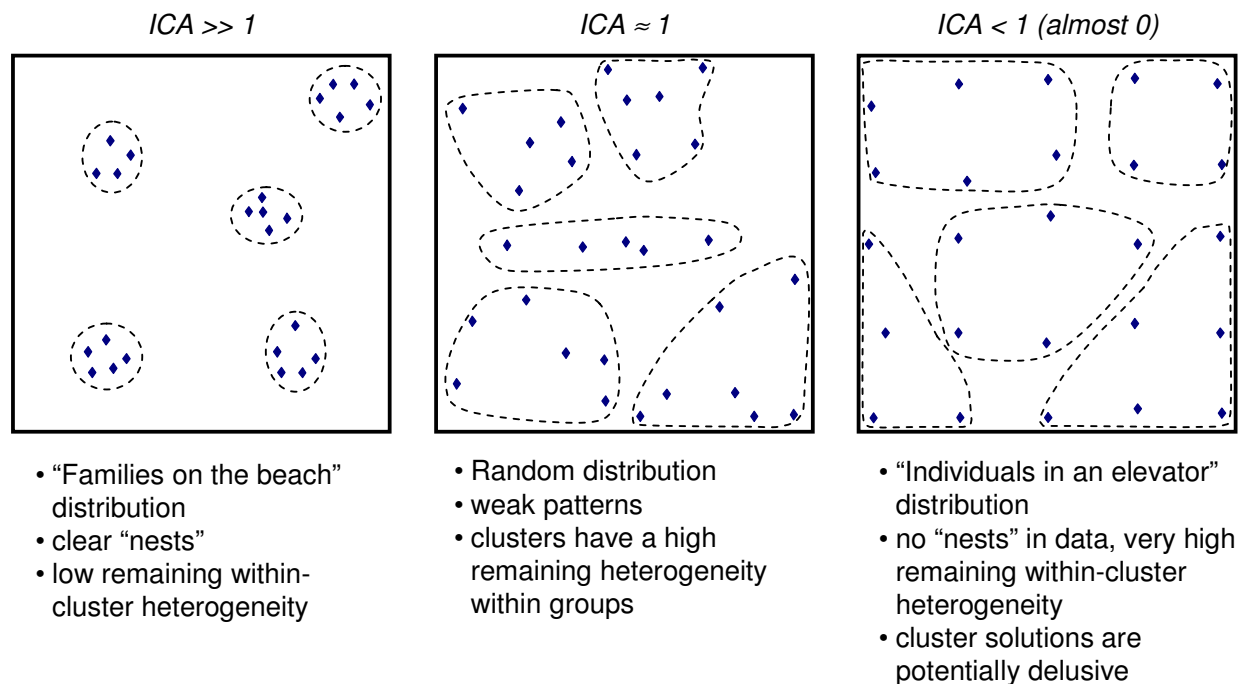 ICA >> 1
ICA ≈ 1
ICA < 1 (almost 0)
• “Families on the beach”
distribution
• clear “nests”
• low remaining within-
cluster heterogeneity
• Random distribution
• weak patterns
• clusters have a high
remaining heterogeneity
within groups
• “Individuals in an elevator”
distribution
• no “nests” in data, very high
remaining within-cluster
heterogeneity
• cluster solutions are
potentially delusive